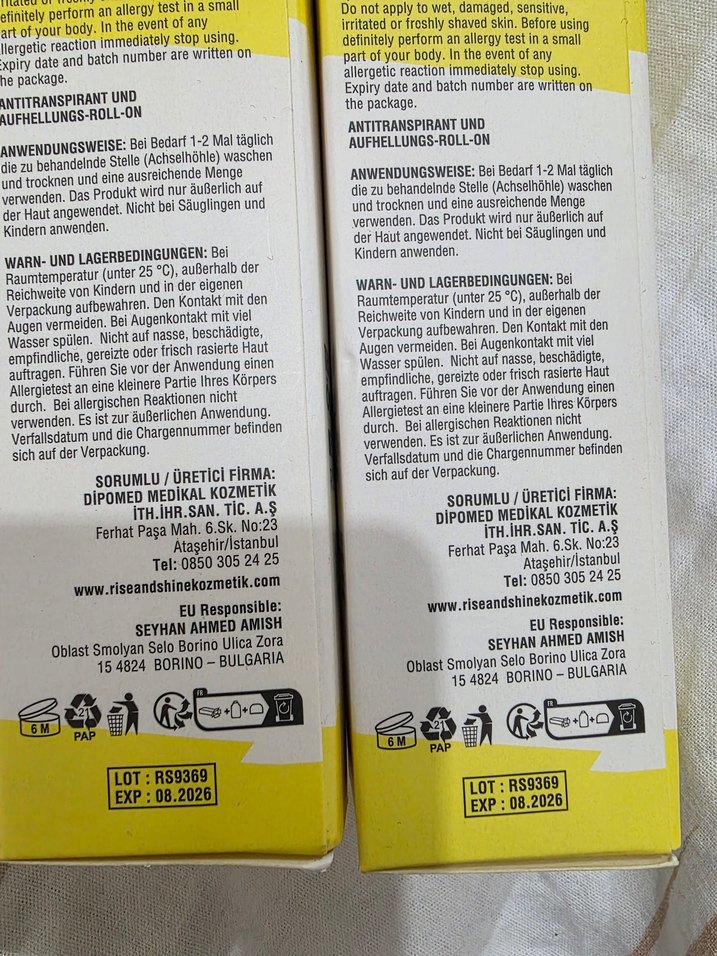 irritated or freshly
definitely perform an allergy test in a small
part of your body. In the event of any
allergetic reaction immediately stop using.
Expiry date and batch number are written on
the package.
ANTITRANSPIRANT UND
AUFHELLUNGS-ROLL-ON
ANWENDUNGSWEISE: Bei Bedarf 1-2 Mal täglich
die zu behandelnde Stelle (Achselhöhle) waschen
und trocknen und eine ausreichende Menge
verwenden. Das Produkt wird nur äußerlich auf
der Haut angewendet. Nicht bei Säuglingen und
Kindern anwenden.
WARN- UND LAGERBEDINGUNGEN: Bei
Raumtemperatur (unter 25 °C), außerhalb der
Reichweite von Kindern und in der eigenen
Verpackung aufbewahren. Den Kontakt mit den
Augen vermeiden. Bei Augenkontakt mit viel
Wasser spülen. Nicht auf nasse, beschädigte,
empfindliche, gereizte oder frisch rasierte Haut
auftragen. Führen Sie vor der Anwendung einen
Allergietest an eine kleinere Partie Ihres Körpers
durch. Bei allergischen Reaktionen nicht
verwenden. Es ist zur äußerlichen Anwendung.
Verfallsdatum und die Chargennummer befinden
sich auf der Verpackung.
SORUMLU / ÜRETİCİ FİRMA:
DİPOMED MEDİKAL KOZMETİK
İTH.İHR.SAN. TİC. A.Ş
Ferhat Paşa Mah. 6.Sk. No:23
Ataşehir/İstanbul
Tel: 0850 305 24 25
www.riseandshinekozmetik.com
EU Responsible:
SEYHAN AHMED AMISH
Oblast Smolyan Selo Borino Ulica Zora
15 4824 BORINO – BULGARIA
6 M
21
PAP
FR
LOT : RS9369
EXP : 08.2026
Do not apply to wet, damaged, sensitive,
irritated or froshly shaved skin. Before using
definitely perform an allergy test in a small
part of your body. In the event of any
allergetic reaction immediately stop using.
Expiry date and batch number are written on
the package.
ANTITRANSPIRANT UND
AUFHELLUNGS-ROLL-ON
ANWENDUNGSWEISE: Bei Bedarf 1-2 Mal täglich
die zu behandelnde Stelle (Achselhöhle) waschen
und trocknen und eine ausreichende Menge
verwenden. Das Produkt wird nur äußerlich auf
der Haut angewendet. Nicht bei Säuglingen und
Kindern anwenden.
WARN- UND LAGERBEDINGUNGEN: Bei
Raumtemperatur (unter 25 °C), außerhalb der
Reichweite von Kindern und in der eigenen
Verpackung aufbewahren. Den Kontakt mit den
Augen vermeiden. Bei Augenkontakt mit viel
Wasser spülen. Nicht auf nasse, beschädigte,
empfindliche, gereizte oder frisch rasierte Haut
auftragen. Führen Sie vor der Anwendung einen
Allergietest an eine kleinere Partie Ihres Körpers
durch. Bei allergischen Reaktionen nicht
verwenden. Es ist zur äußerlichen Anwendung.
Verfallsdatum und die Chargennummer befinden
sich auf der Verpackung.
SORUMLU / ÜRETİCİ FİRMA:
DİPOMED MEDİKAL KOZMETİK
İTH.İHR.SAN. TİC. A.Ş
Ferhat Paşa Mah. 6.Sk. No:23
Ataşehir/İstanbul
Tel: 0850 305 24 25
www.riseandshinekozmetik.com
EU Responsible:
SEYHAN AHMED AMISH
Oblast Smolyan Selo Borino Ulica Zora
15 4824 BORINO – BULGARIA
6 M
21
PAP
FR
LOT : RS9369
EXP : 08.2026